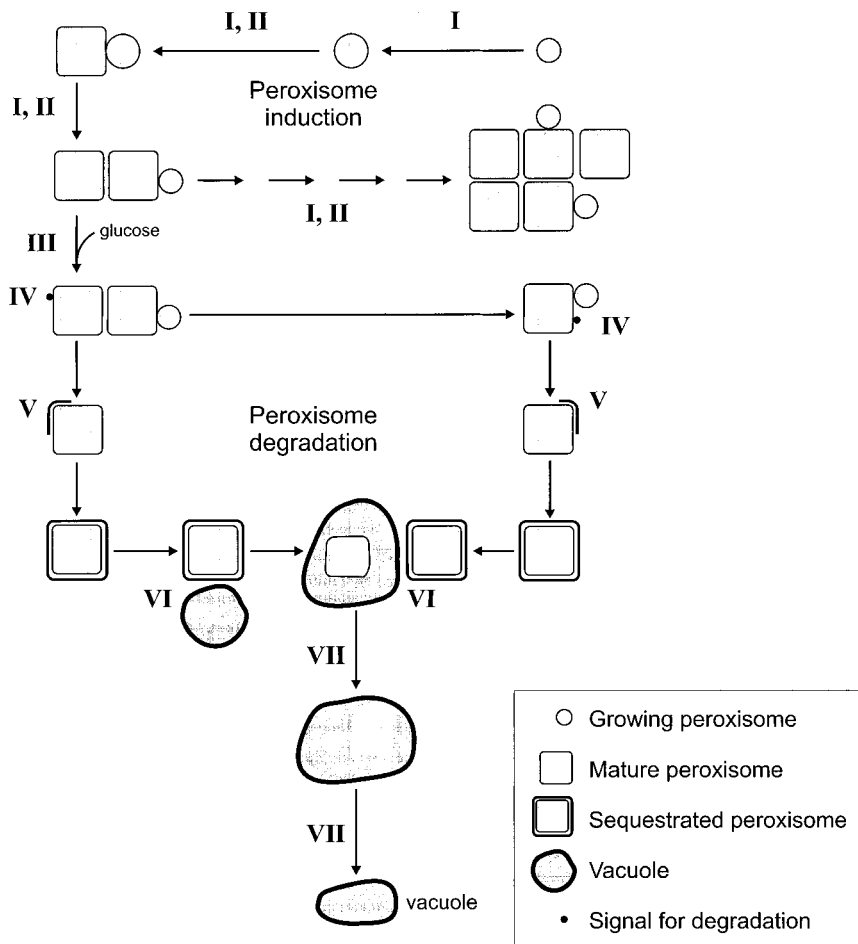 I, II
I
Peroxisome
induction
I, II
I, II
III
glucose
IV
IV
V
V
Peroxisome
degradation
VI
VI
VII
VII
vacuole
Growing peroxisome
Mature peroxisome
Sequestrated peroxisome
Vacuole
Signal for degradation